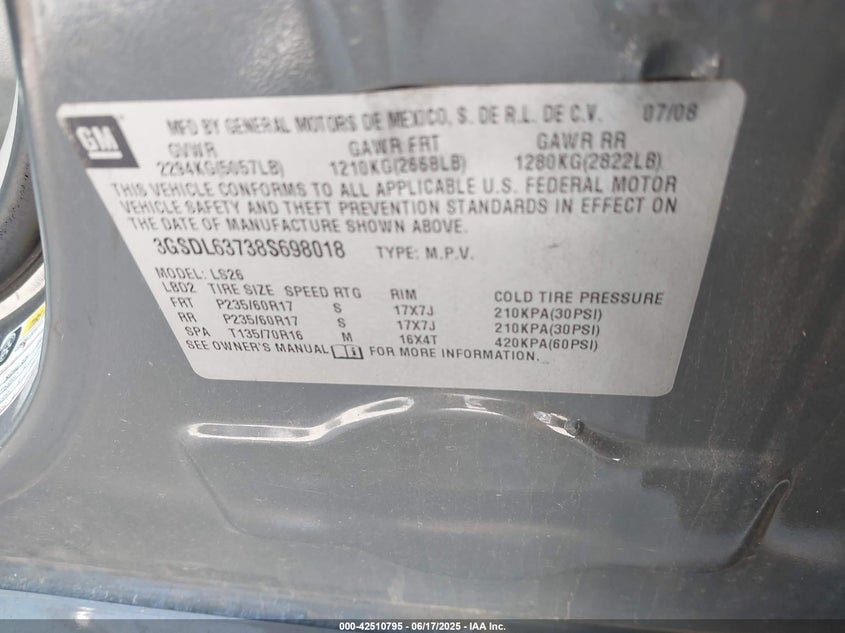 GM
MFD BY GENERAL MOTORS DE MEXICO, S. DE R.L. DE C.V. 07/08
GVWR GAWR FRT GAWR RR
2294KG(5057LB) 1210KG(2668LB) 1280KG(2822LB)
THIS VEHICLE CONFORMS TO ALL APPLICABLE U.S. FEDERAL MOTOR
VEHICLE SAFETY AND THEFT PREVENTION STANDARDS IN EFFECT ON
THE DATE OF MANUFACTURE SHOWN ABOVE.
3GSDL63738S698018 TYPE: M.P.V.
MODEL: LS26
LBD2 TIRE SIZE SPEED RTG RIM COLD TIRE PRESSURE
FRT P235/60R17 S 17X7J 210KPA(30PSI)
RR P235/60R17 S 17X7J 210KPA(30PSI)
SPA T135/70R16 M 16X4T 420KPA(60PSI)
SEE OWNER'S MANUAL FOR MORE INFORMATION.
000-42510795 - 06/17/2025 - IAA Inc.